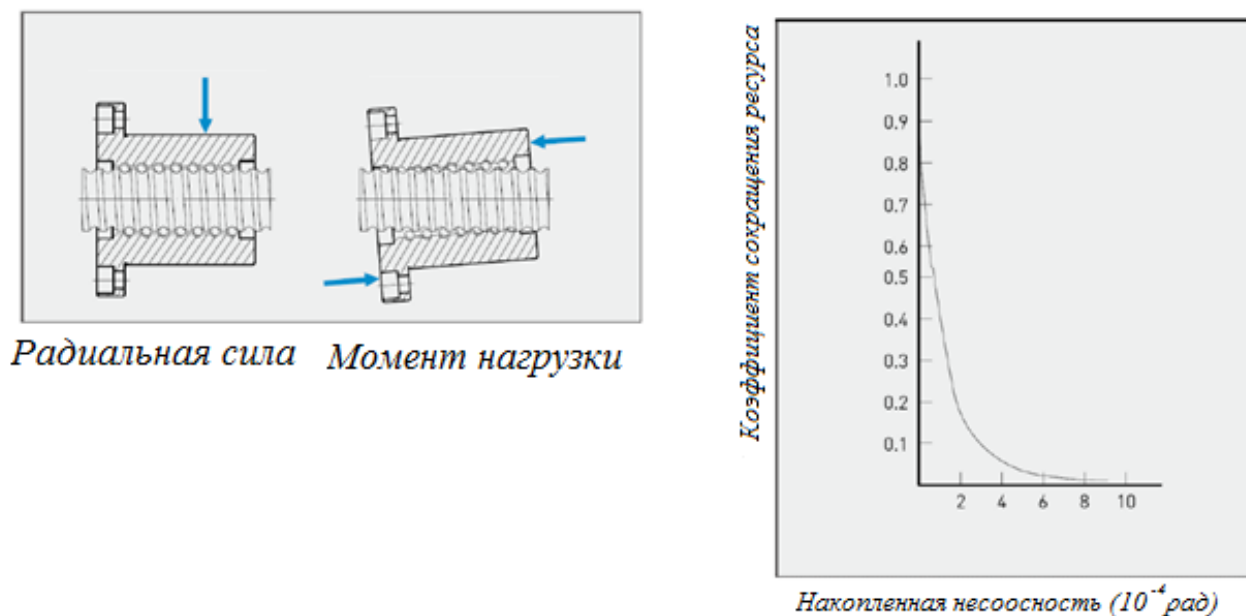 Радиальная сила
Момент нагрузки
Коэффициент сокращения ресурса
1.0
0.9
0.8
0.7
0.6
0.5
0.4
0.3
0.2
0.1
2 4 6 8 10
Накопленная несоосность (10⁻⁴ рад)